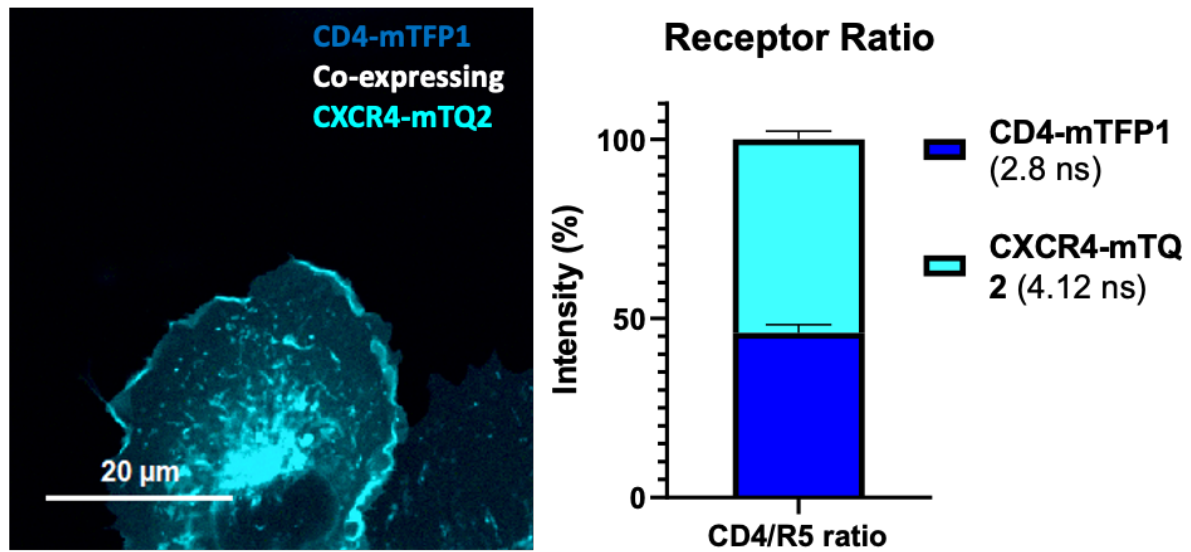 CD4-mTFP1
Co-expressing
CXCR4-mTQ2
20 µm
Receptor Ratio
Intensity (%)
100
50
0
CD4/R5 ratio
CD4-mTFP1
(2.8 ns)
CXCR4-mTQ
2 (4.12 ns)